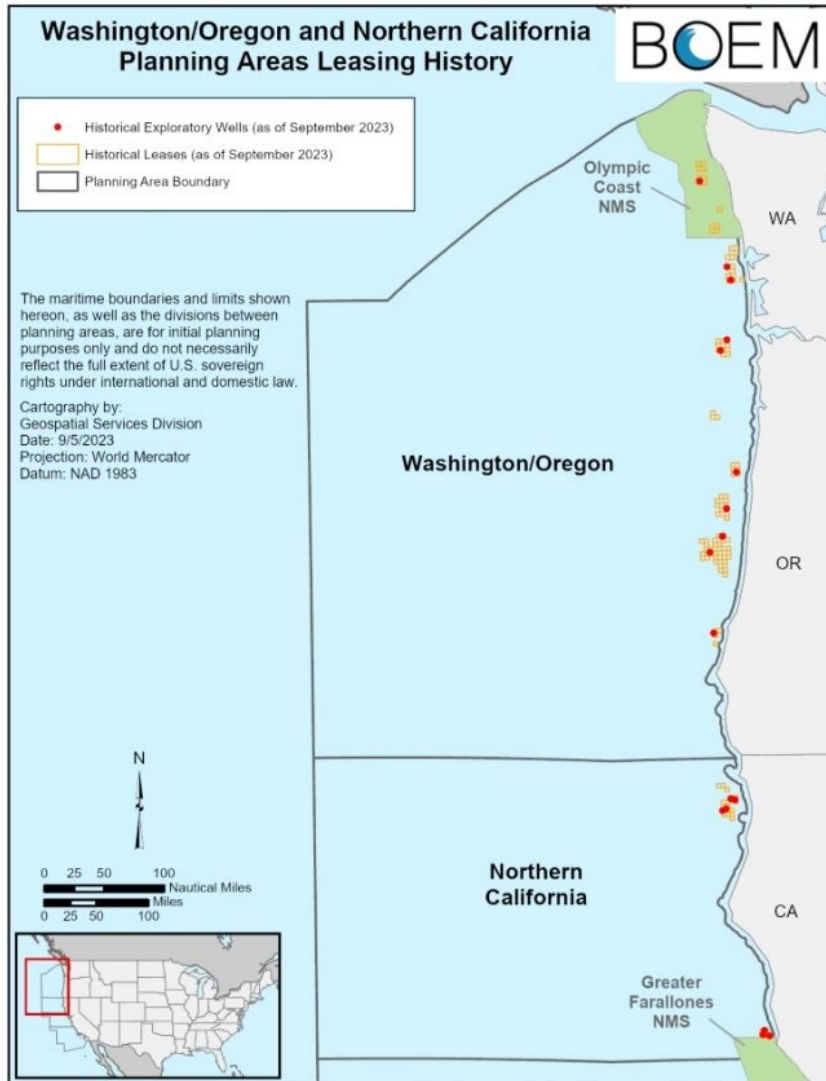 Washington/Oregon and Northern California
Planning Areas Leasing History
BOEM
Historical Exploratory Wells (as of September 2023)
Historical Leases (as of September 2023)
Planning Area Boundary
Olympic
Coast
NMS
WA
The maritime boundaries and limits shown
hereon, as well as the divisions between
planning areas, are for initial planning
purposes only and do not necessarily
reflect the full extent of U.S. sovereign
rights under international and domestic law.
Cartography by:
Geospatial Services Division
Date: 9/5/2023
Projection: World Mercator
Datum: NAD 1983
Washington/Oregon
OR
N
0 25 50 100
Nautical Miles
Miles
0 25 50 100
Northern
California
CA
Greater
Farallones
NMS